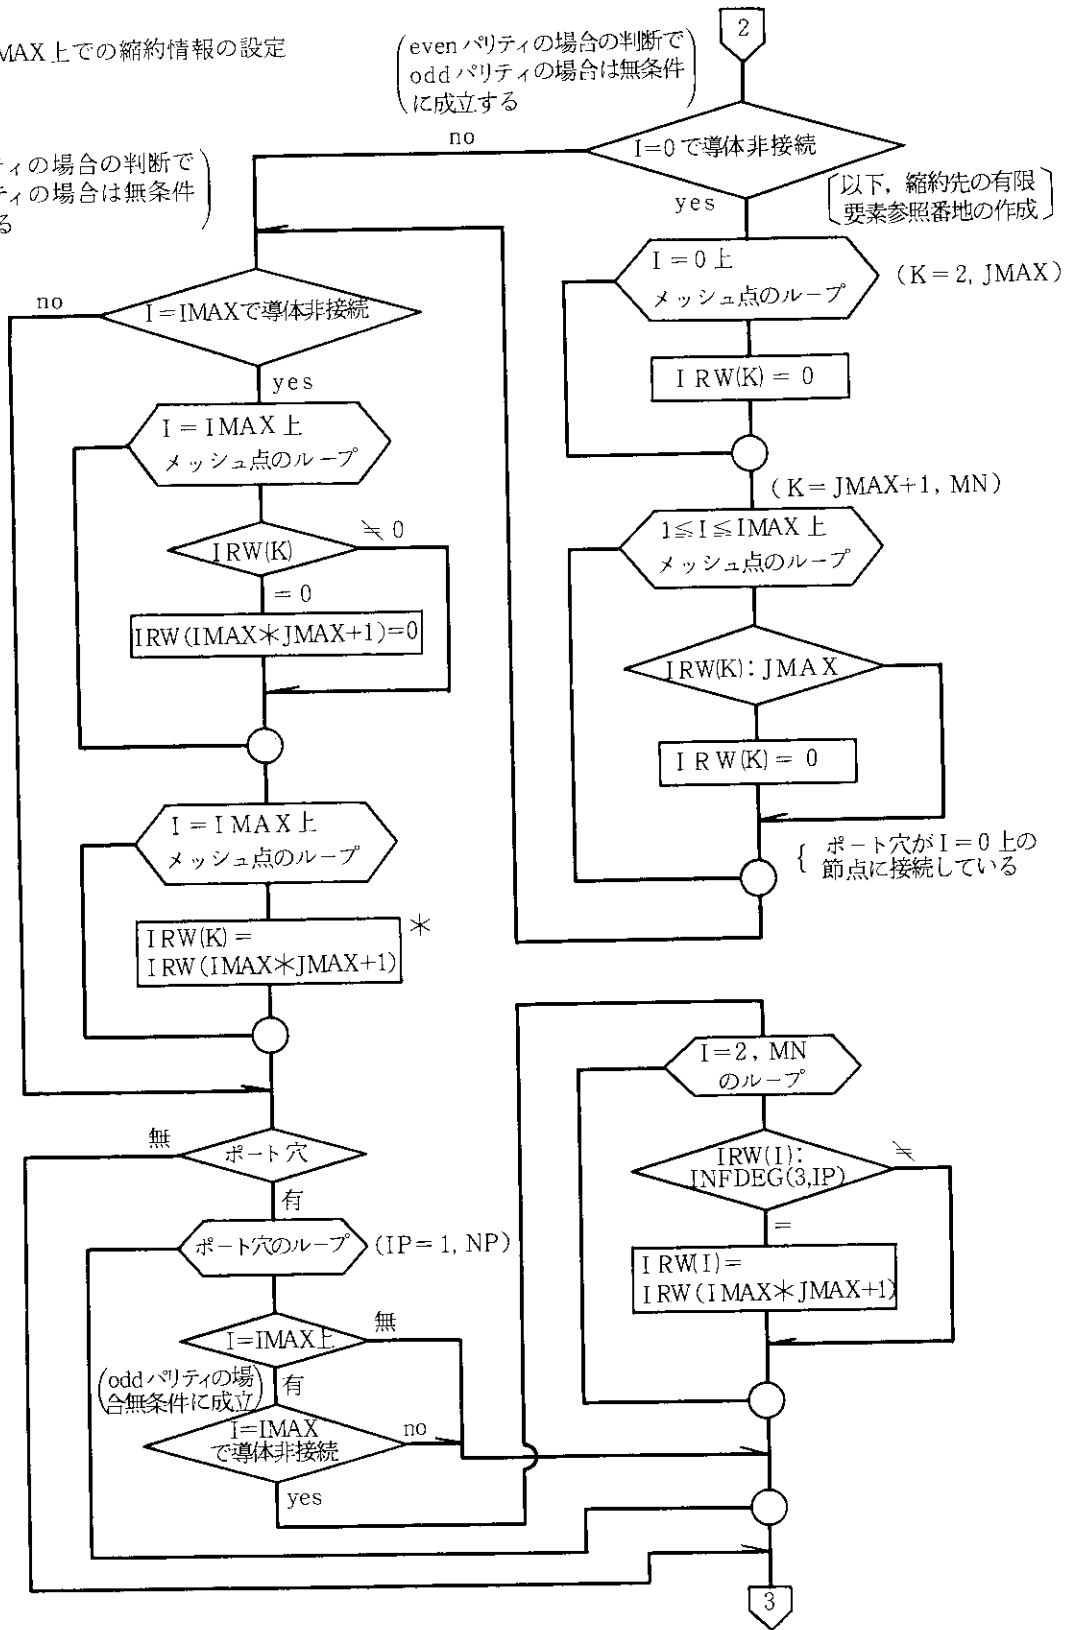 MAX上での縮約情報の設定
ティの場合の判断で
ティの場合は無条件
る
2
(evenパリティの場合の判断で
oddパリティの場合は無条件
に成立する)
I=0で導体非接続
no
yes
〔以下,縮約先の有限
要素参照番地の作成〕
I=0上
メッシュ点のループ
(K=2, JMAX)
IRW(K)=0
(K=JMAX+1, MN)
1≦I≦IMAX上
メッシュ点のループ
IRW(K):JMAX
IRW(K)=0
{ ポート穴がI=0上の
節点に接続している
I=IMAXで導体非接続
no
yes
I=IMAX上
メッシュ点のループ
IRW(K)
≠0
=0
IRW(IMAX*JMAX+1)=0
I=IMAX上
メッシュ点のループ
IRW(K)=
IRW(IMAX*JMAX+1)
*
ポート穴
無
有
ポート穴のループ
(IP=1, NP)
I=IMAX上
無
有
(oddパリティの場
合無条件に成立)
I=IMAX
で導体非接続
no
yes
I=2, MN
のループ
IRW(I):
INFDEG(3,IP)
≠
=
IRW(I)=
IRW(IMAX*JMAX+1)
3